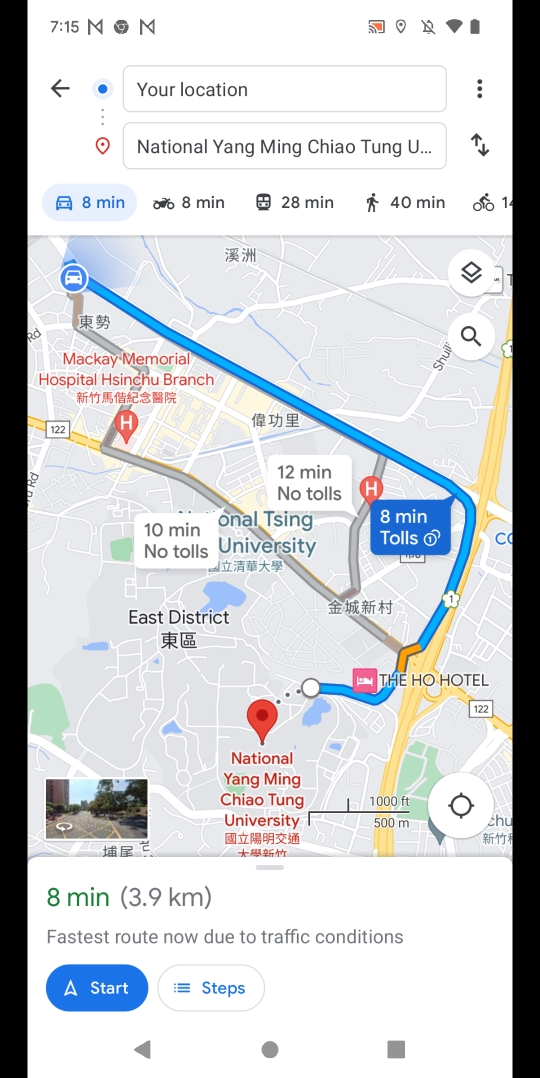 7:15
Your location
National Yang Ming Chiao Tung U...
8 min
8 min
28 min
40 min
14
溪洲
東勢
Rd
Mackay Memorial
Hospital Hsinchu Branch
新竹馬偕紀念醫院
H
122
偉功里
12 min
No tolls
H
8 min
Tolls
10 min
No tolls
onal Tsing
University
國立清華大學
金城新村
1
East District
東區
THE HO HOTEL
122
National
Yang Ming
Chiao Tung
University
國立陽明交通
大學新竹
1000 ft
500 m
埔尾
8 min (3.9 km)
Fastest route now due to traffic conditions
Start
Steps